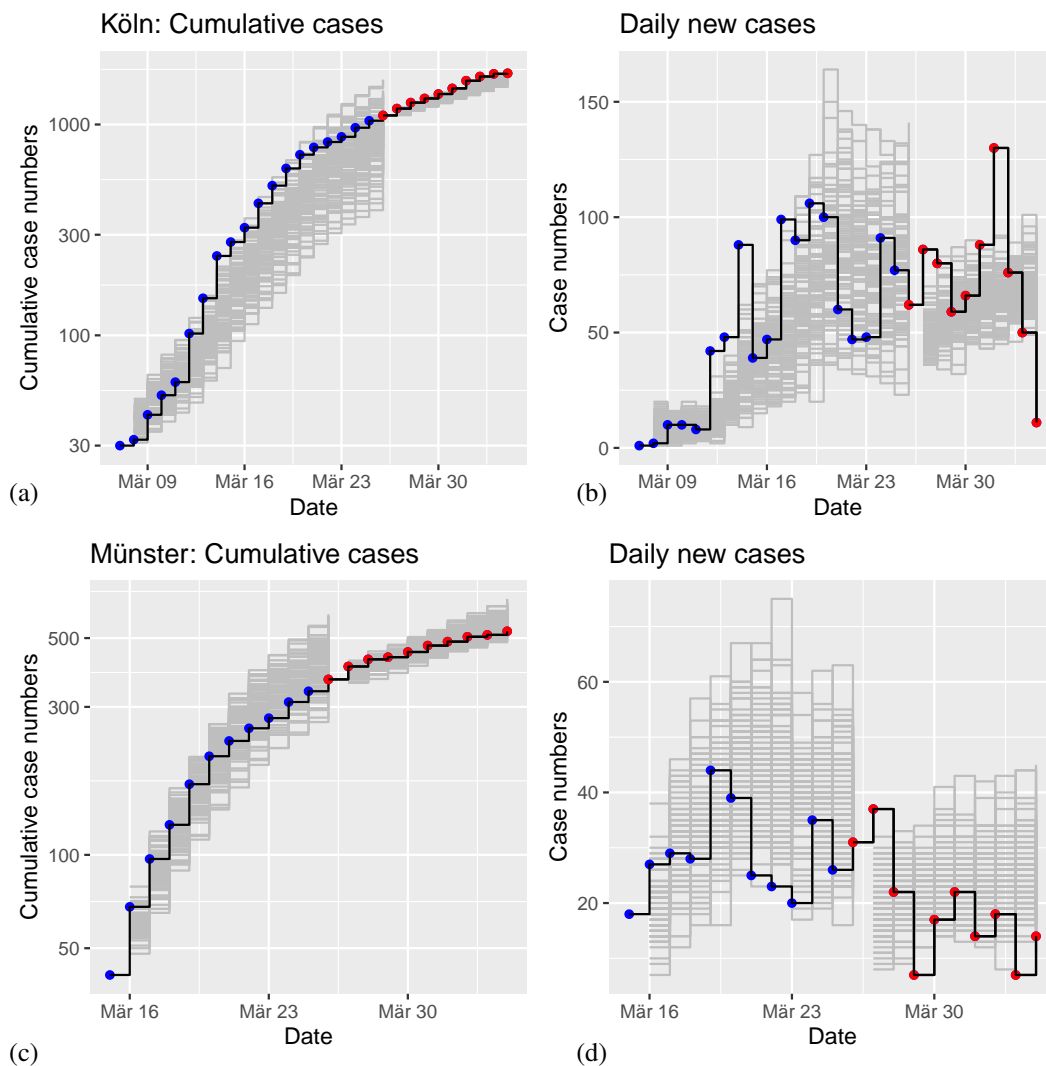 Köln: Cumulative cases
Cumulative case numbers
1000
300
100
30
Mär 09 Mär 16 Mär 23 Mär 30
Date
(a)
Daily new cases
Case numbers
150
100
50
0
Mär 09 Mär 16 Mär 23 Mär 30
Date
(b)
Münster: Cumulative cases
Cumulative case numbers
500
300
100
50
Mär 16 Mär 23 Mär 30
Date
(c)
Daily new cases
Case numbers
60
40
20
Mär 16 Mär 23 Mär 30
Date
(d)